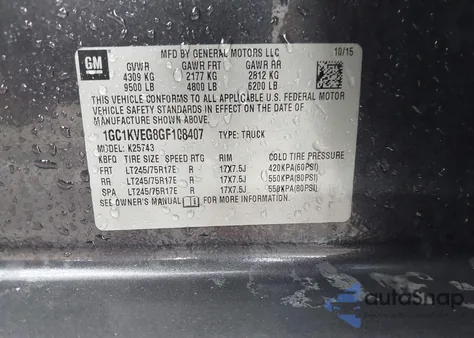 MFD BY GENERAL MOTORS LLC 10/15
GM GVWR GAWR FRT GAWR RR
4309 KG 2177 KG 2812 KG
9500 LB 4800 LB 6200 LB
THIS VEHICLE CONFORMS TO ALL APPLICABLE U.S. FEDERAL MOTOR
VEHICLE SAFETY STANDARDS IN EFFECT ON THE DATE OF
MANUFACTURE SHOWN ABOVE.
1GC1KVEG8GF108407 TYPE: TRUCK
MODEL: K25743
KBFQ TIRE SIZE SPEED RTG RIM COLD TIRE PRESSURE
FRT LT245/75R17E R 17X7.5J 420KPA(60PSI)
RR LT245/75R17E R 17X7.5J 550KPA(80PSI)
SPA LT245/75R17E R 17X7.5J 550KPA(80PSI)
SEE OWNER'S MANUAL FOR MORE INFORMATION.
autoSnap